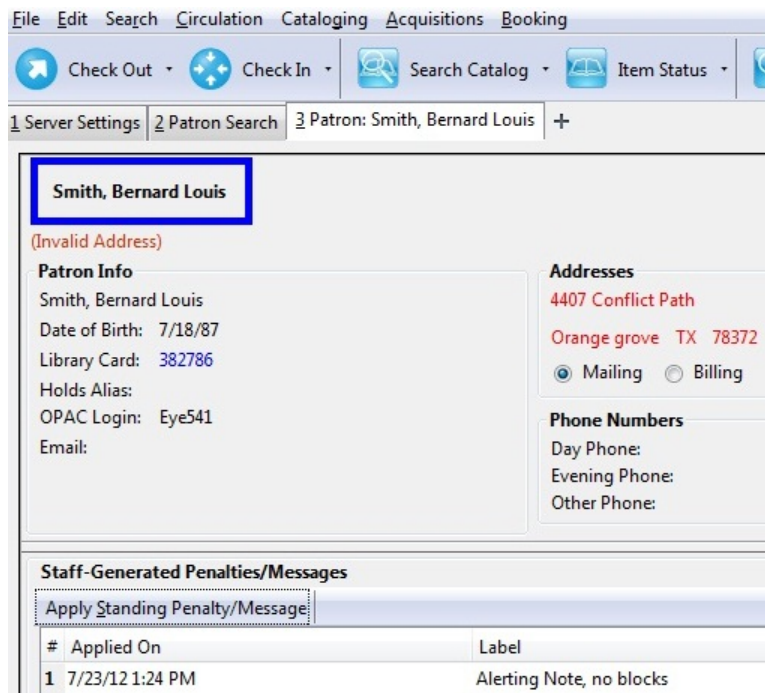 File Edit Search Circulation Cataloging Acquisitions Booking
Check Out Check In Search Catalog Item Status
1 Server Settings 2 Patron Search 3 Patron: Smith, Bernard Louis +
Smith, Bernard Louis
(Invalid Address)
Patron Info
Smith, Bernard Louis
Date of Birth: 7/18/87
Library Card: 382786
Holds Alias:
OPAC Login: Eye541
Email:
Addresses
4407 Conflict Path
Orange grove TX 78372
Mailing Billing
Phone Numbers
Day Phone:
Evening Phone:
Other Phone:
Staff-Generated Penalties/Messages
Apply Standing Penalty/Message
# Applied On Label
1 7/23/12 1:24 PM Alerting Note, no blocks